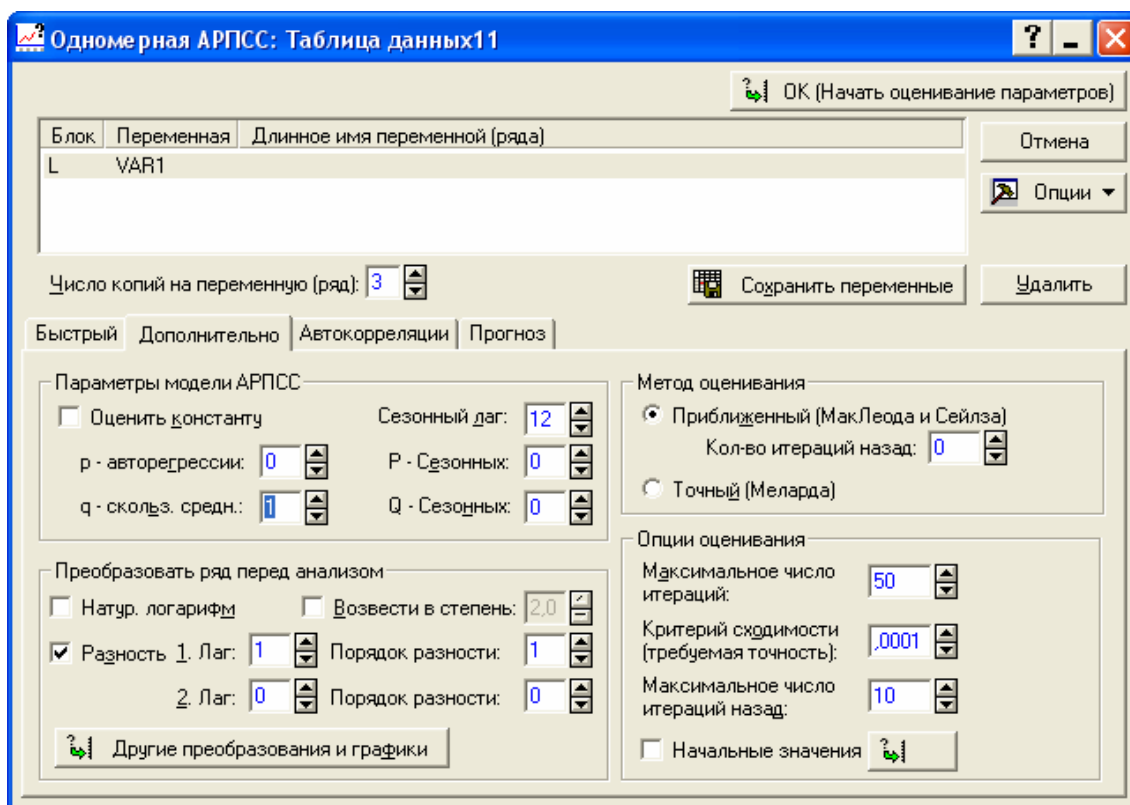 Одномерная АРПСС: Таблица данных11
OK (Начать оценивание параметров)
Блок Переменная Длинное имя переменной (ряда)
L VAR1
Отмена
Опции
Число копий на переменную (ряд): 3
Сохранить переменные
Удалить
Быстрый Дополнительно Автокорреляции Прогноз
Параметры модели АРПСС
Оценить константу
Сезонный лаг: 12
p - авторегрессии: 0
P - Сезонных: 0
q - скольз. средн.: 1
Q - Сезонных: 0
Преобразовать ряд перед анализом
Натур. логарифм
Возвести в степень: 2,0
Разность 1. Лаг: 1 Порядок разности: 1
2. Лаг: 0 Порядок разности: 0
Другие преобразования и графики
Метод оценивания
Приближенный (МакЛеода и Сейлза)
Кол-во итераций назад: 0
Точный (Меларда)
Опции оценивания
Максимальное число
итераций: 50
Критерий сходимости
(требуемая точность): ,0001
Максимальное число
итераций назад: 10
Начальные значения